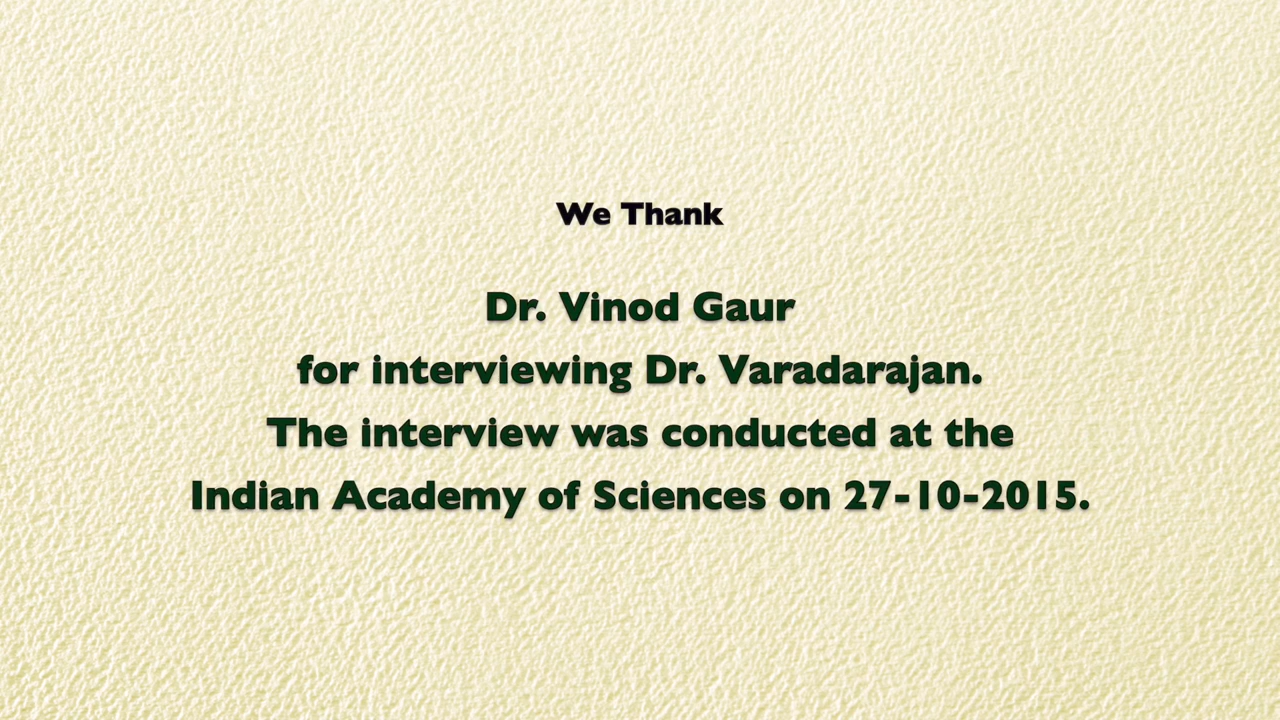 We Thank
Dr. Vinod Gaur
for interviewing Dr. Varadarajan.
The interview was conducted at the
Indian Academy of Sciences on 27-10-2015.